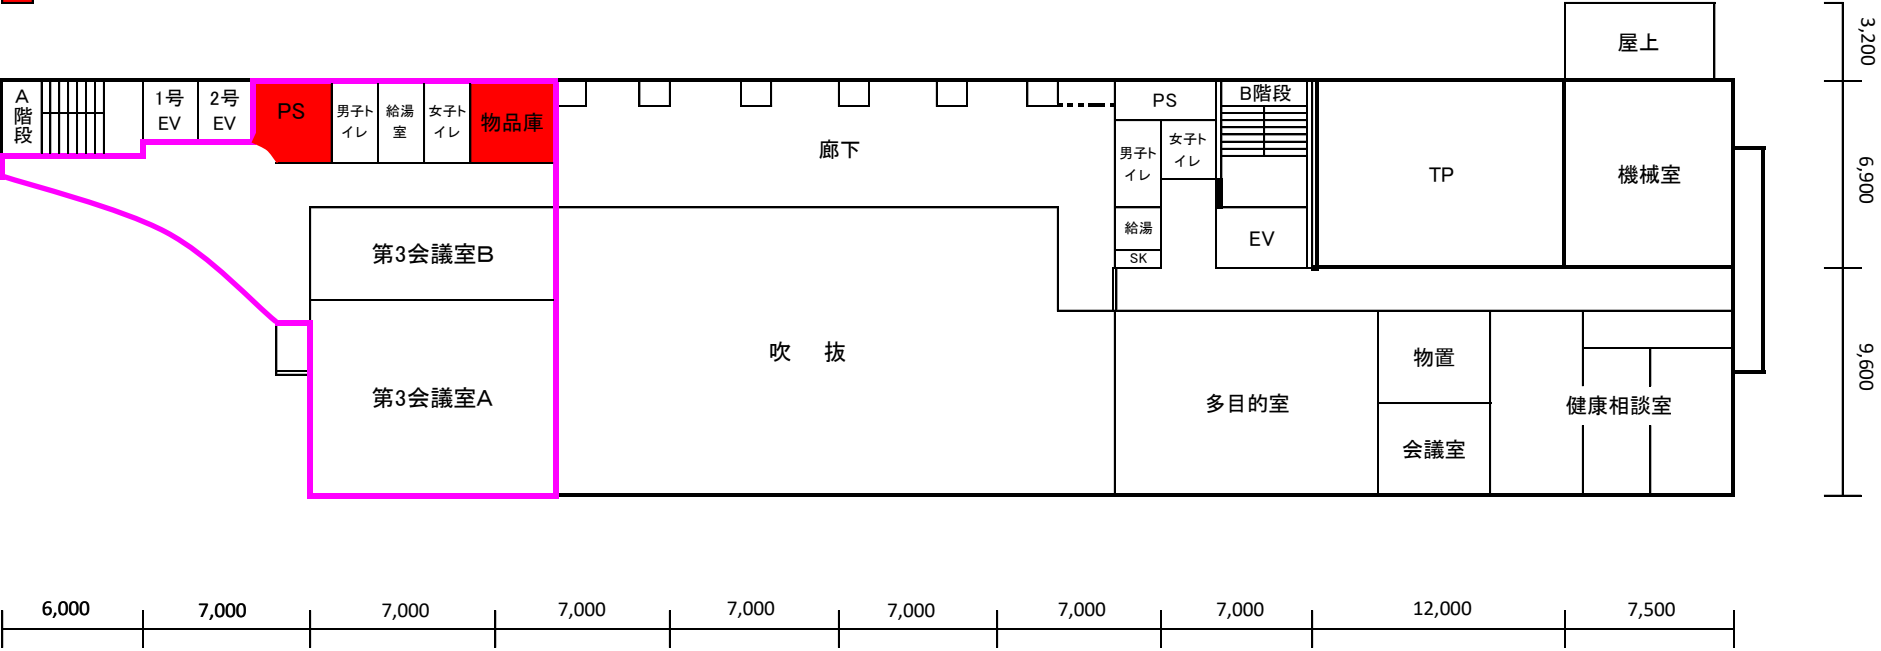 3,200
屋上
A
階
段
1号
EV
2号
EV
PS
男子ト
イレ
給湯
室
女子ト
イレ
物品庫
廊下
PS
男子ト
イレ
女子ト
イレ
給湯
SK
B階段
EV
TP
機械室
6,900
第3会議室B
第3会議室A
吹 抜
多目的室
物置
会議室
健康相談室
9,600
6,000
7,000
7,000
7,000
7,000
7,000
7,000
7,000
12,000
7,500